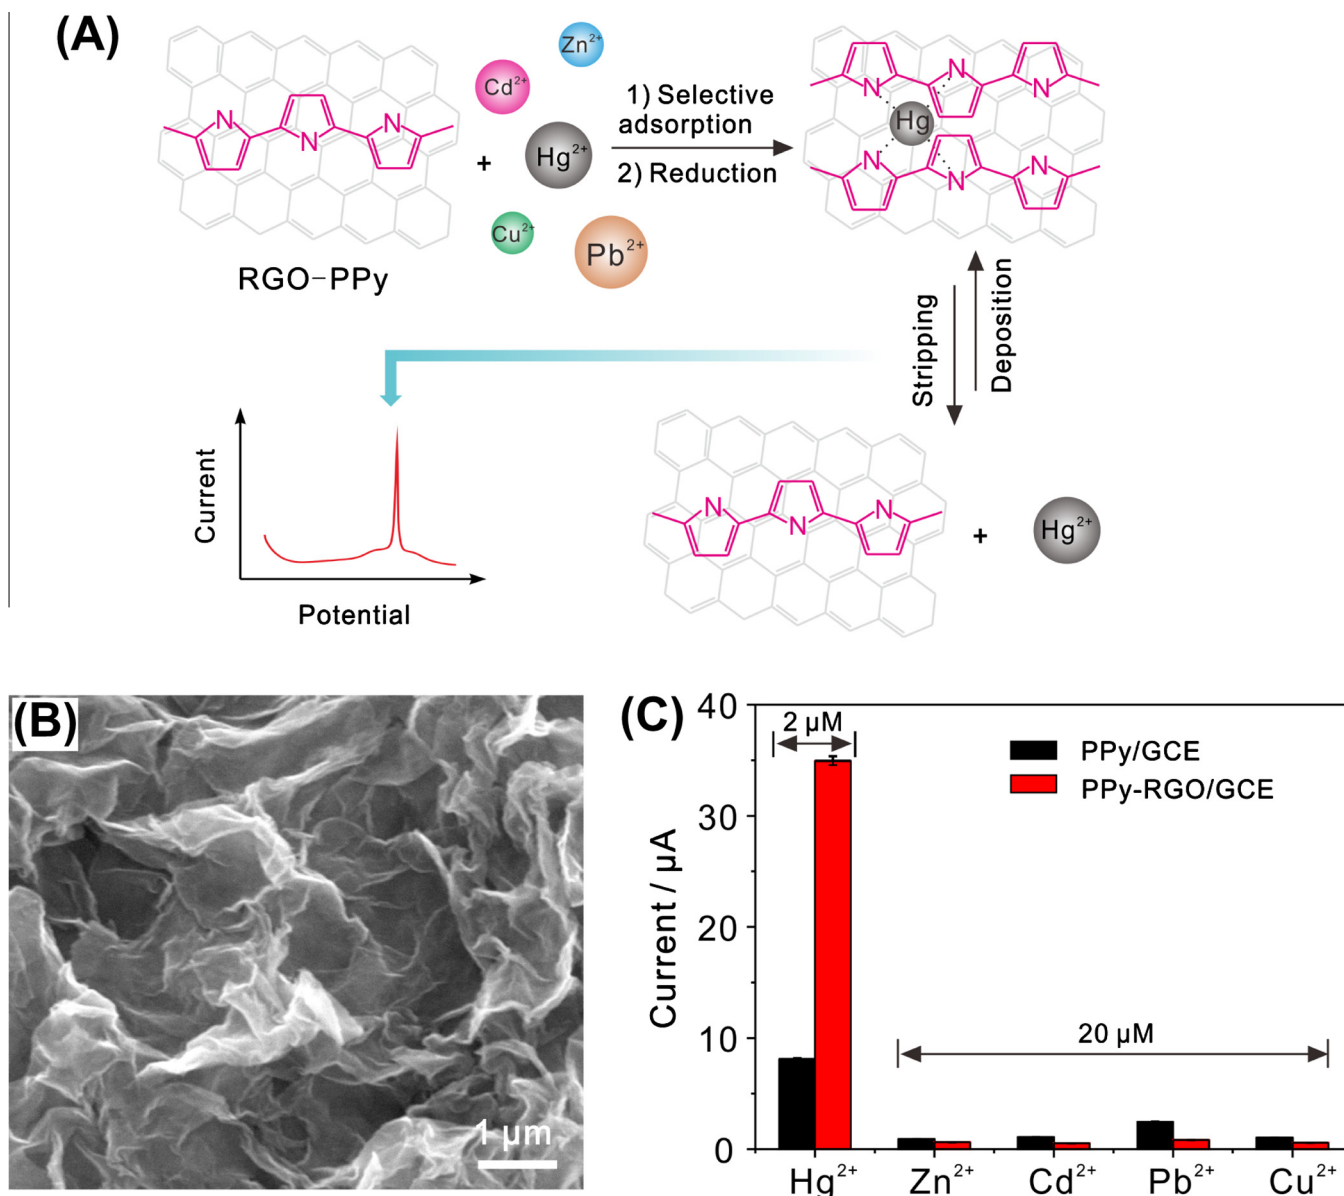 (A)
Zn²⁺
Cd²⁺
Hg²⁺
Cu²⁺
Pb²⁺
+
1) Selective
adsorption
2) Reduction
N
N
N
RGO–PPy
N
N
N
Hg
N
N
N
Stripping
Deposition
Current
Potential
N
N
N
+
Hg²⁺
(B)
1 µm
(C)
40
30
20
10
0
Current / µA
2 µM
PPy/GCE
PPy-RGO/GCE
20 µM
Hg²⁺ Zn²⁺ Cd²⁺ Pb²⁺ Cu²⁺